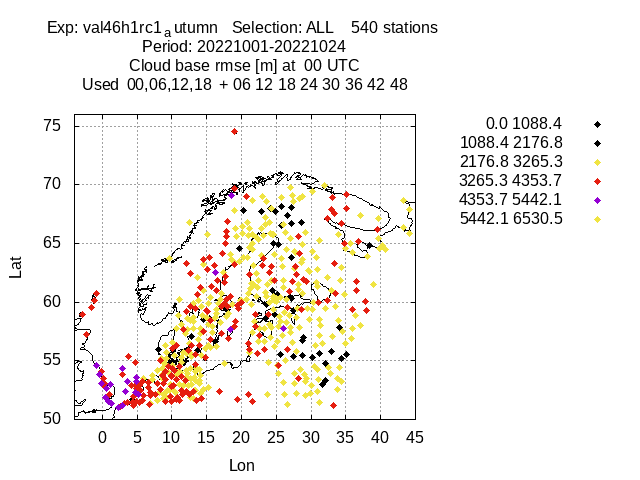 Exp: val46h1rc1autumn Selection: ALL 540 stations
Period: 20221001-20221024
Cloud base rmse [m] at 00 UTC
Used 00,06,12,18 + 06 12 18 24 30 36 42 48
0.0 1088.4
1088.4 2176.8
2176.8 3265.3
3265.3 4353.7
4353.7 5442.1
5442.1 6530.5
75
70
65
60
55
50
Lat
0 5 10 15 20 25 30 35 40 45
Lon